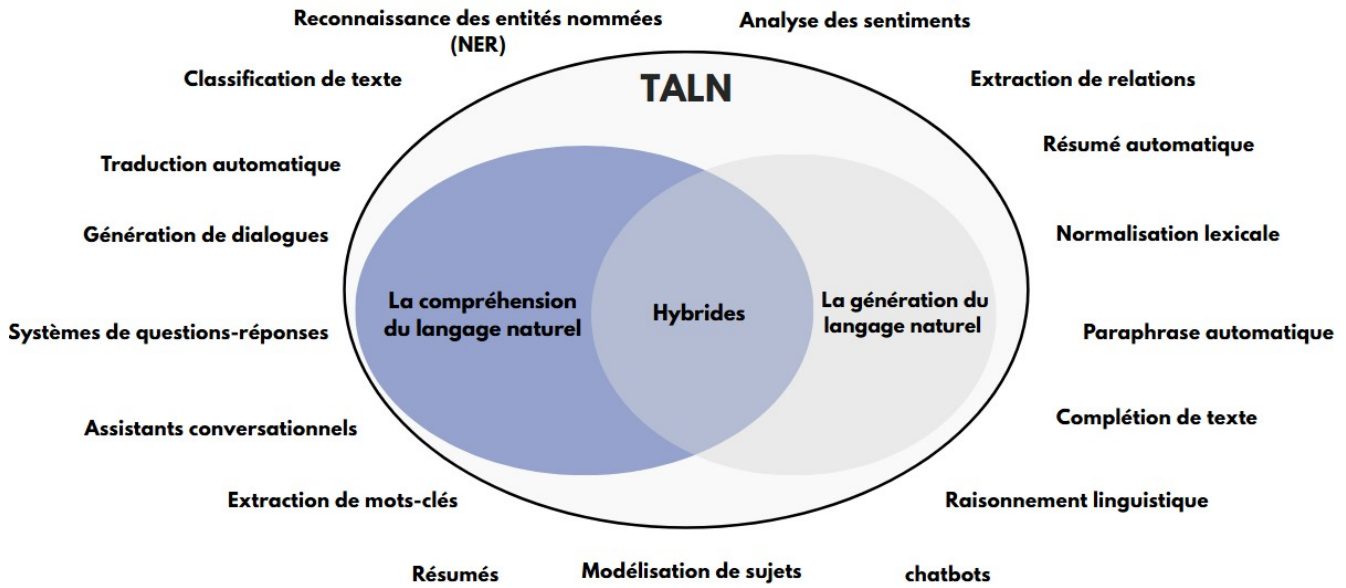 Reconnaissance des entités nommées
(NER)
Analyse des sentiments
Classification de texte
TALN
Extraction de relations
Traduction automatique
Résumé automatique
Génération de dialogues
Normalisation lexicale
La compréhension
du langage naturel
Hybrides
La génération du
langage naturel
Systèmes de questions-réponses
Paraphrase automatique
Assistants conversationnels
Complétion de texte
Extraction de mots-clés
Raisonnement linguistique
Résumés
Modélisation de sujets
chatbots